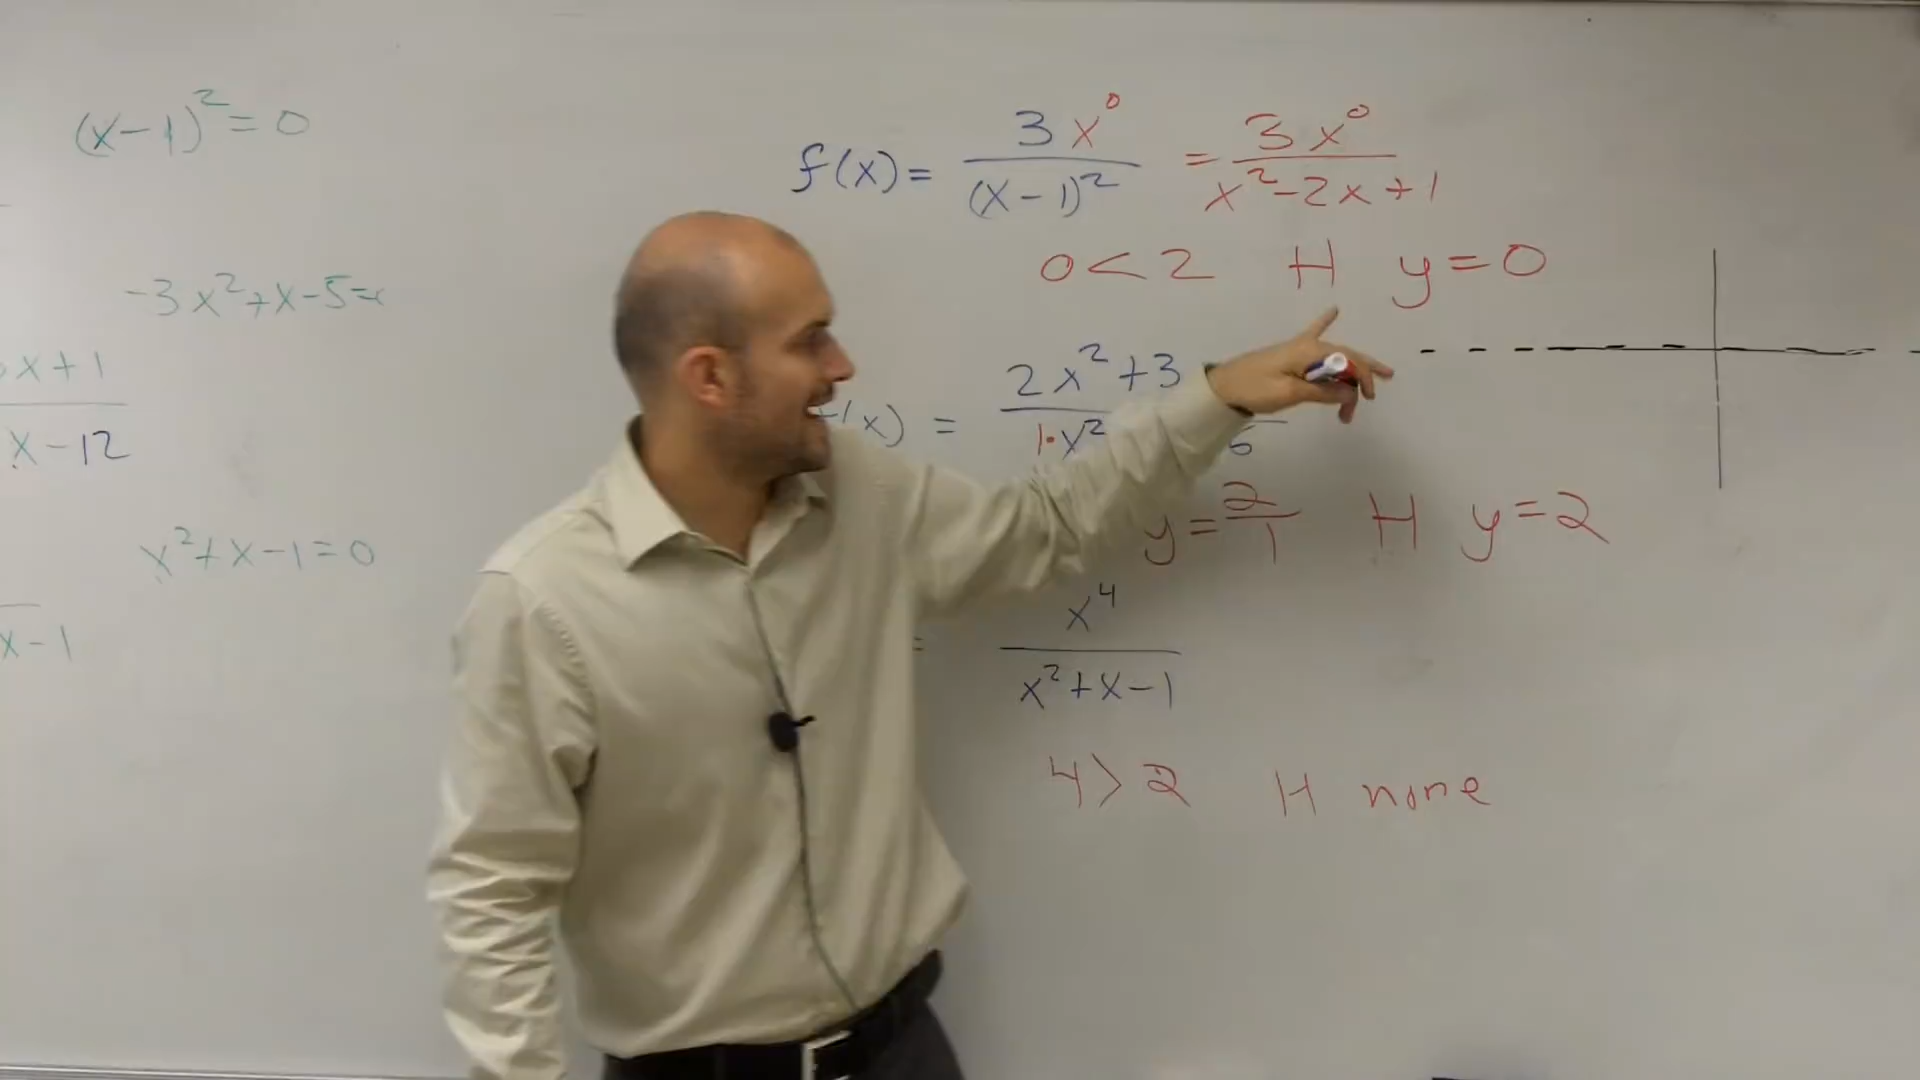 (x-1)² = 0
-3x²+x-5=
x+1
x-12
x²+x-1=0
x-1
f(x) = 3x⁰/(x-1)² = 3x⁰/x²-2x+1
0<2 H y=0
(x) = 2x²+3/1·x² 6
y=2/1 H y=2
= x⁴/x²+x-1
4>2 H none